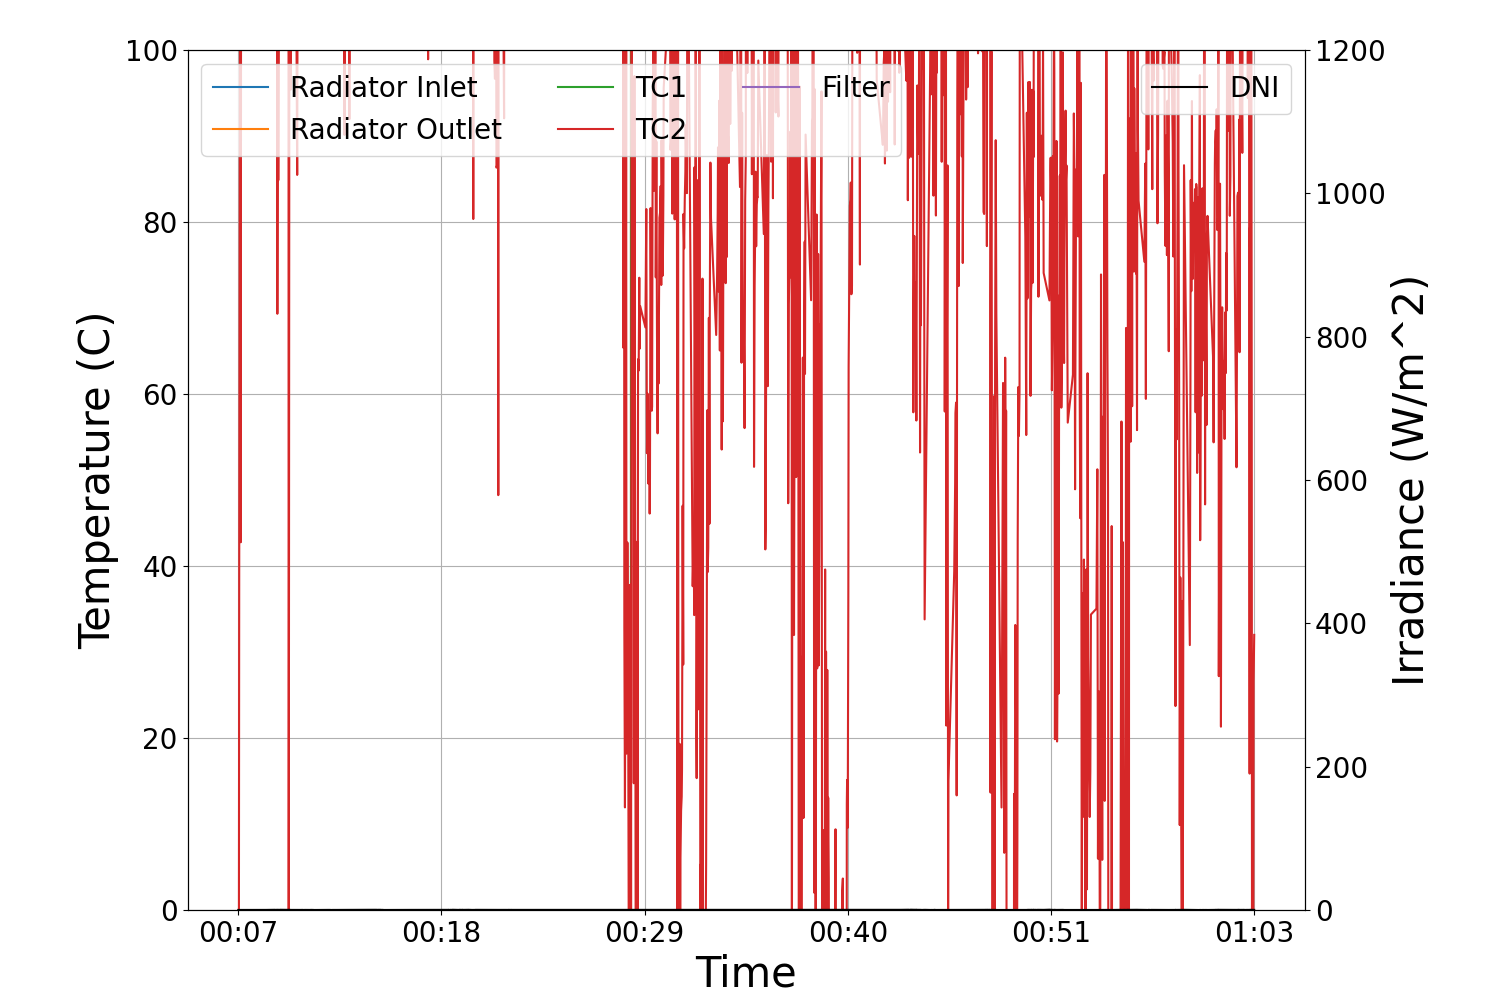 100
80
60
40
20
0
Temperature (C)
Radiator Inlet
Radiator Outlet
TC1
TC2
Filter
DNI
1200
1000
800
600
400
200
0
Irradiance (W/m^2)
00:07 00:18 00:29 00:40 00:51 01:03
Time